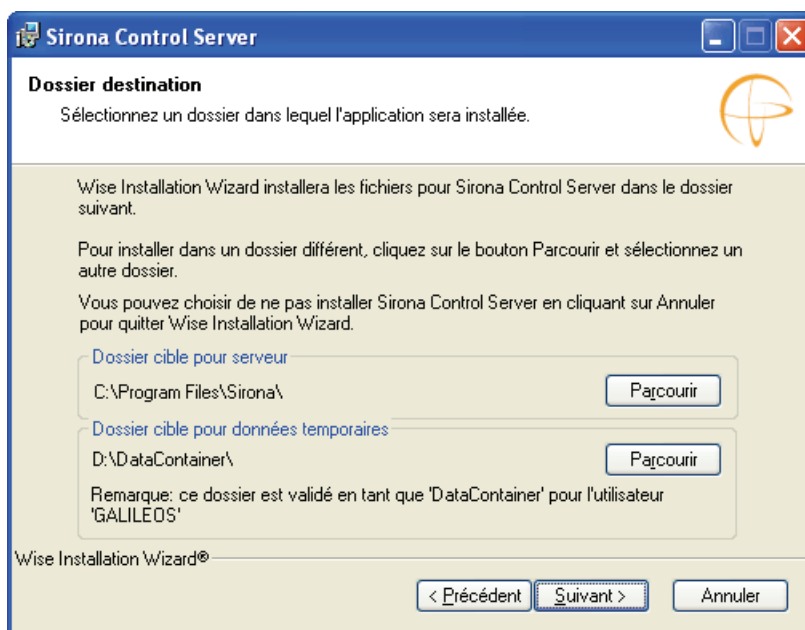 Sirona Control Server
Dossier destination
Sélectionnez un dossier dans lequel l'application sera installée.
Wise Installation Wizard installera les fichiers pour Sirona Control Server dans le dossier
suivant.
Pour installer dans un dossier différent, cliquez sur le bouton Parcourir et sélectionnez un
autre dossier.
Vous pouvez choisir de ne pas installer Sirona Control Server en cliquant sur Annuler
pour quitter Wise Installation Wizard.
Dossier cible pour serveur
C:\Program Files\Sirona\
Parcourir
Dossier cible pour données temporaires
D:\DataContainer\
Parcourir
Remarque: ce dossier est validé en tant que 'DataContainer' pour l'utilisateur
'GALILEOS'
Wise Installation Wizard®
< Précédent
Suivant >
Annuler